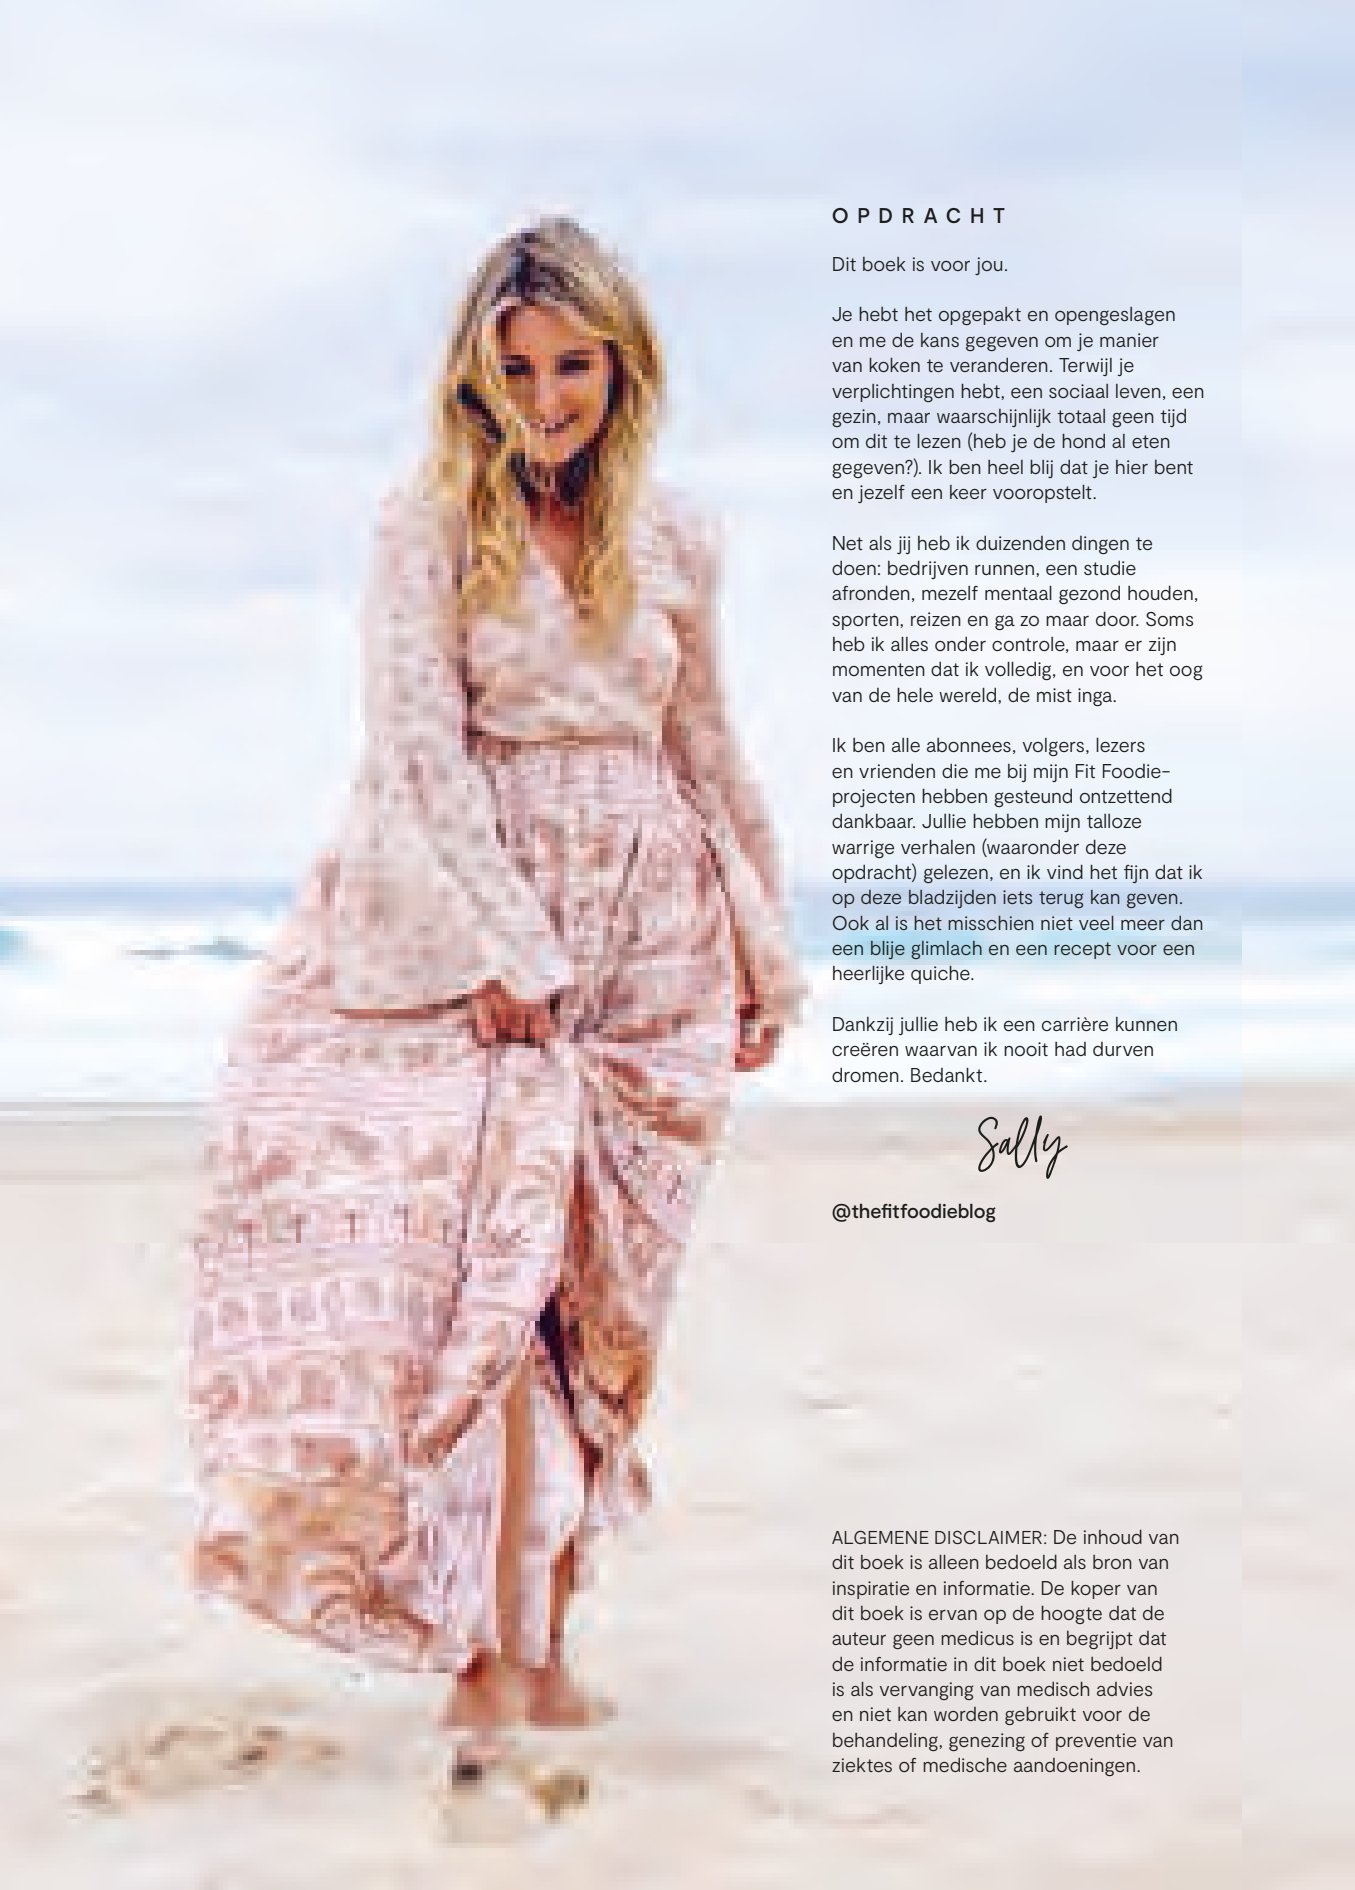 OPDRACHT
Dit boek is voor jou.
Je hebt het opgepakt en opengeslagen
en me de kans gegeven om je manier
van koken te veranderen. Terwijl je
verplichtingen hebt, een sociaal leven, een
gezin, maar waarschijnlijk totaal geen tijd
om dit te lezen (heb je de hond al eten
gegeven?). Ik ben heel blij dat je hier bent
en jezelf een keer vooropstelt.
Net als jij heb ik duizenden dingen te
doen: bedrijven runnen, een studie
afronden, mezelf mentaal gezond houden,
sporten, reizen en ga zo maar door. Soms
heb ik alles onder controle, maar er zijn
momenten dat ik volledig, en voor het oog
van de hele wereld, de mist inga.
Ik ben alle abonnees, volgers, lezers
en vrienden die me bij mijn Fit Foodie-
projecten hebben gesteund ontzettend
dankbaar. Jullie hebben mijn talloze
warrige verhalen (waaronder deze
opdracht) gelezen, en ik vind het fijn dat ik
op deze bladzijden iets terug kan geven.
Ook al is het misschien niet veel meer dan
een blije glimlach en een recept voor een
heerlijke quiche.
Dankzij jullie heb ik een carrière kunnen
creëren waarvan ik nooit had durven
dromen. Bedankt.
Sally
@thefitfoodieblog
ALGEMENE DISCLAIMER: De inhoud van
dit boek is alleen bedoeld als bron van
inspiratie en informatie. De koper van
dit boek is ervan op de hoogte dat de
auteur geen medicus is en begrijpt dat
de informatie in dit boek niet bedoeld
is als vervanging van medisch advies
en niet kan worden gebruikt voor de
behandeling, genezing of preventie van
ziektes of medische aandoeningen.